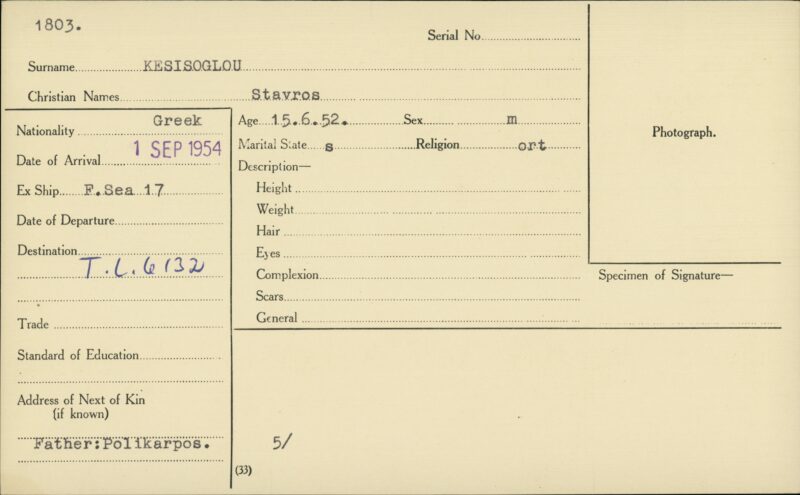 1803.
Serial No.
Surname KESISOGLOU
Christian Names Stavros
Nationality Greek
Date of Arrival 1 SEP 1954
Ex Ship F.Sea 17
Date of Departure
Destination
T.L. 6132
Trade
Standard of Education
Address of Next of Kin
(if known)
Father:Polikarpos.
Age 15.6.52. Sex m
Marital State s Religion ort
Description—
Height
Weight
Hair
Eyes
Complexion
Scars
General
5/
(33)
Photograph.
Specimen of Signature—